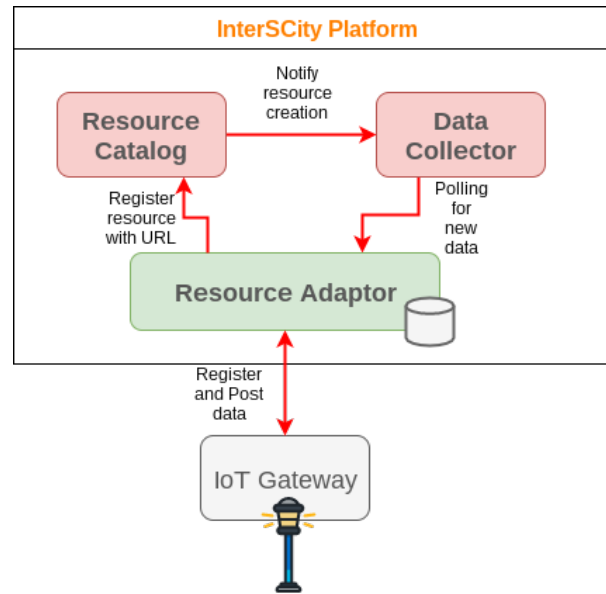 InterSCity Platform
Notify
resource
creation
Resource
Catalog
Data
Collector
Register
resource
with URL
Polling
for
new
data
Resource Adaptor
Register
and Post
data
IoT Gateway